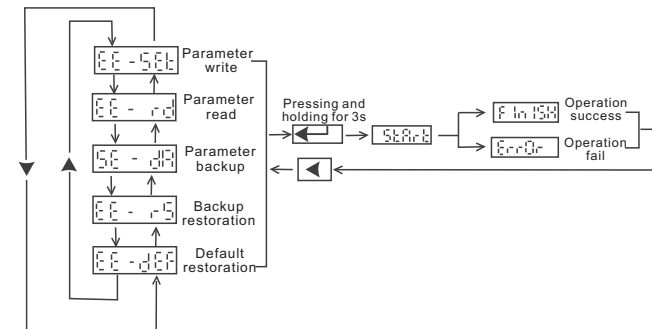 EE-SEt
Parameter
write
EE- rd
Parameter
read
SE- dA
Parameter
backup
EE- rS
Backup
restoration
EE-dEF
Default
restoration
Pressing and
holding for 3s
StArt
FInISH
Operation
success
ErrOr
Operation
fail